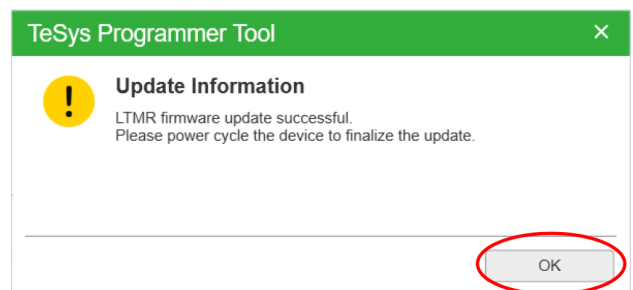 TeSys Programmer Tool
Update Information
LTMR firmware update successful.
Please power cycle the device to finalize the update.
OK